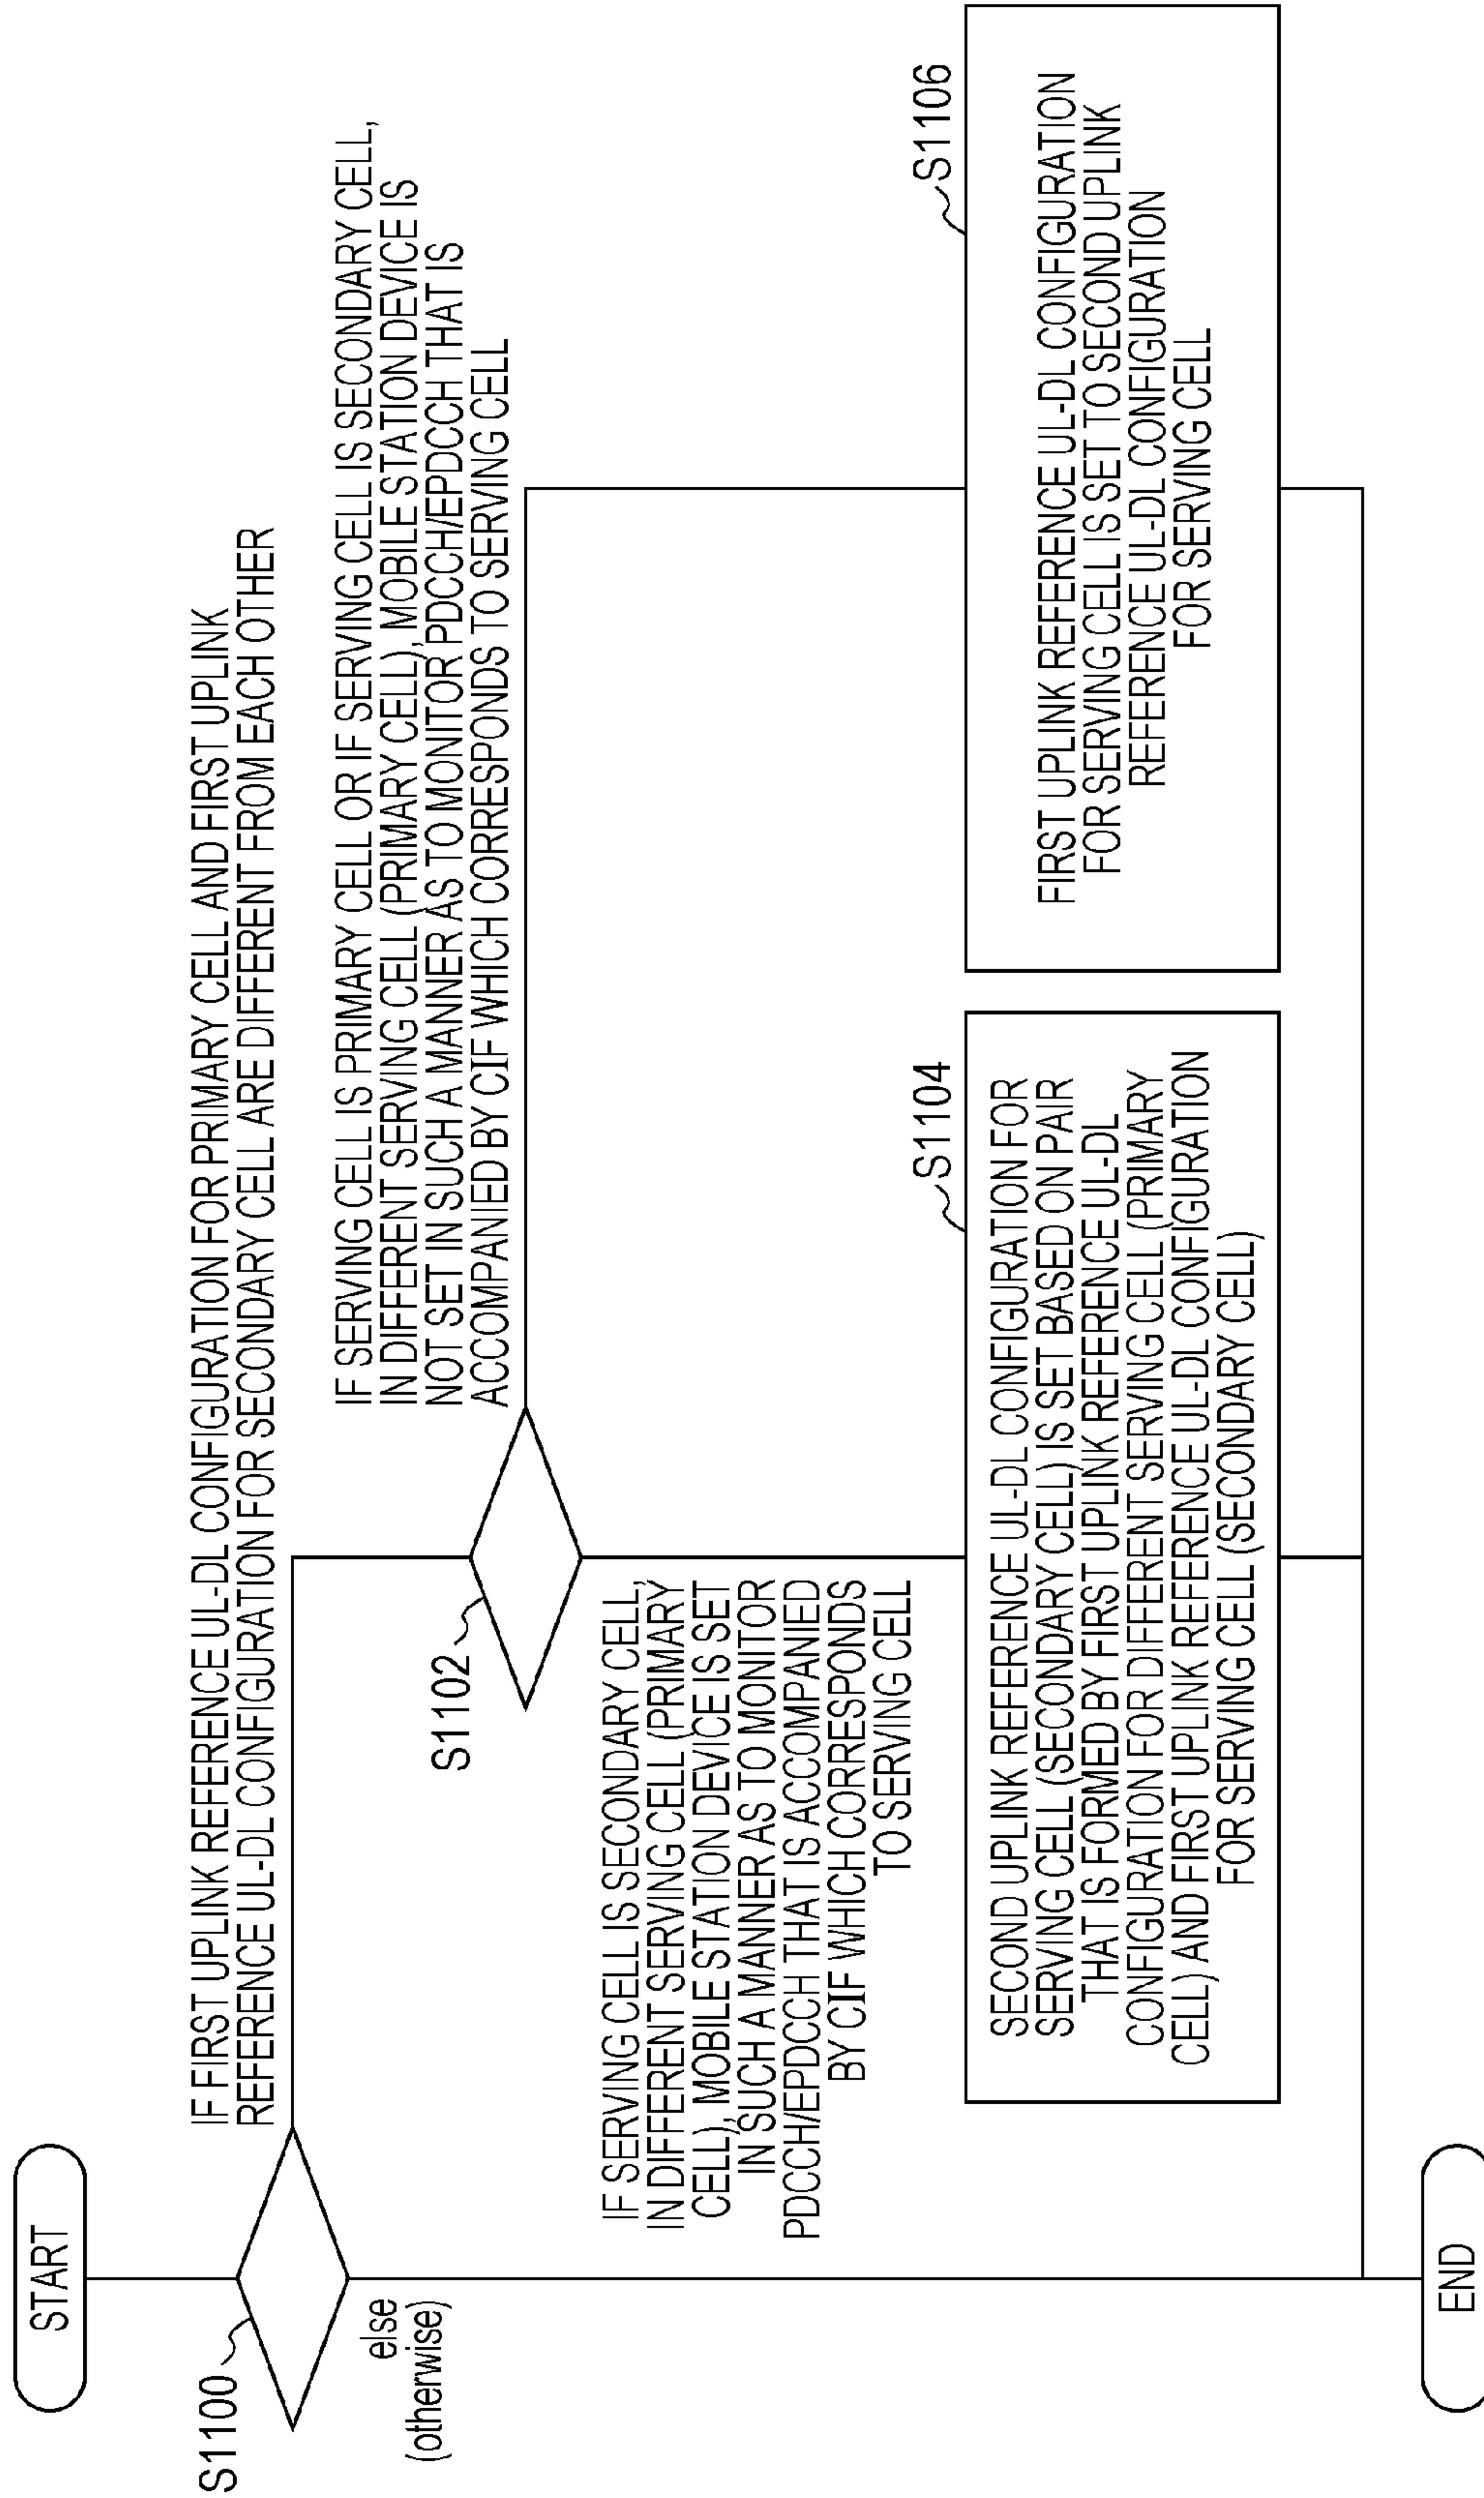 START
S1100
IF FIRST UPLINK REFERENCE UL-DL CONFIGURATION FOR PRIMARY CELL AND FIRST UPLINK
REFERENCE UL-DL CONFIGURATION FOR SECONDARY CELL ARE DIFFERENT FROM EACH OTHER
else
(otherwise)
S1102
IF SERVING CELL IS PRIMARY CELL OR IF SERVING CELL IS SECONDARY CELL,
IN DIFFERENT SERVING CELL (PRIMARY CELL), MOBILE STATION DEVICE IS
NOT SET IN SUCH A MANNER AS TO MONITOR PDCCH/EPDCCH THAT IS
ACCOMPANIED BY CIF WHICH CORRESPONDS TO SERVING CELL
IF SERVING CELL IS SECONDARY CELL,
IN DIFFERENT SERVING CELL (PRIMARY
CELL), MOBILE STATION DEVICE IS SET
IN SUCH A MANNER AS TO MONITOR
PDCCH/EPDCCH THAT IS ACCOMPANIED
BY CIF WHICH CORRESPONDS
TO SERVING CELL
S1104
SECOND UPLINK REFERENCE UL-DL CONFIGURATION FOR
SERVING CELL (SECONDARY CELL) IS SET BASED ON PAIR
THAT IS FORMED BY FIRST UPLINK REFERENCE UL-DL
CONFIGURATION FOR DIFFERENT SERVING CELL (PRIMARY
CELL) AND FIRST UPLINK REFERENCE UL-DL CONFIGURATION
FOR SERVING CELL (SECONDARY CELL)
S1106
FIRST UPLINK REFERENCE UL-DL CONFIGURATION
FOR SERVING CELL IS SET TO SECOND UPLINK
REFERENCE UL-DL CONFIGURATION
FOR SERVING CELL
END